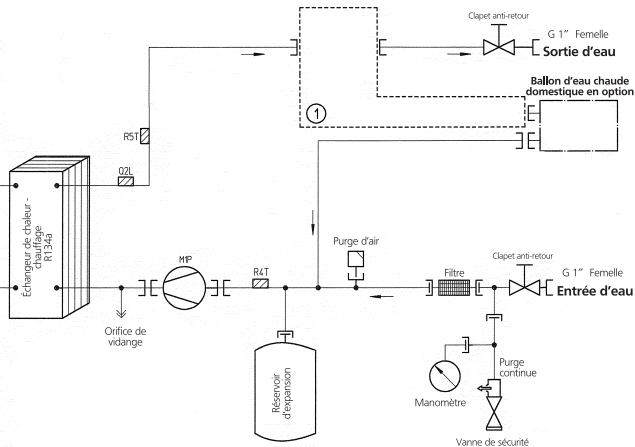 Clapet anti-retour
G 1" Femelle
Sortie d'eau
Ballon d'eau chaude
domestique en option
1
R5T
Q2L
Échangeur de chaleur -
chauffage
R134a
M1P
R4T
Purge d'air
Filtre
Clapet anti-retour
G 1" Femelle
Entrée d'eau
Orifice de
vidange
Réservoir
d'expansion
Manomètre
Purge
continue
Vanne de sécurité